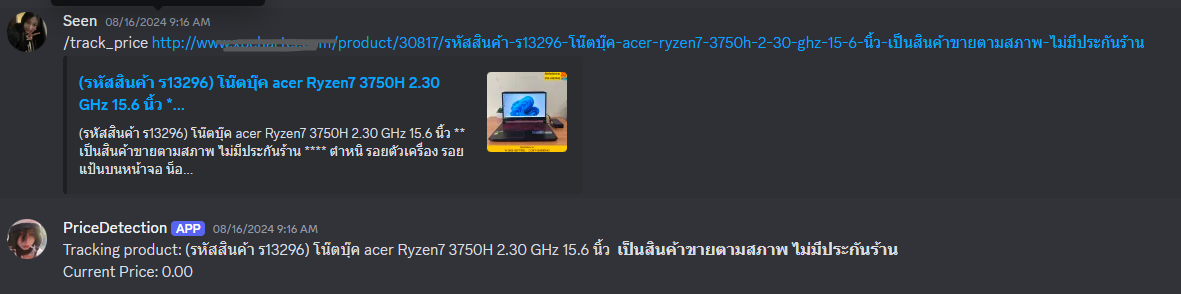 Seen 08/16/2024 9:16 AM
/track_price http://www. /product/30817/รหัสสินค้า-ร13296-โน๊ตบุ๊ค-acer-ryzen7-3750h-2-30-ghz-15-6-นิ้ว-เป็นสินค้าขายตามสภาพ-ไม่มีประกันร้าน
(รหัสสินค้า ร13296) โน๊ตบุ๊ค acer Ryzen7 3750H 2.30
GHz 15.6 นิ้ว *...
(รหัสสินค้า ร13296) โน๊ตบุ๊ค acer Ryzen7 3750H 2.30 GHz 15.6 นิ้ว **
เป็นสินค้าขายตามสภาพ ไม่มีประกันร้าน **** ตำหนิ รอยตัวเครื่อง รอย
แป้นบนหน้าจอ น็อ...
PriceDetection APP 08/16/2024 9:16 AM
Tracking product: (รหัสสินค้า ร13296) โน๊ตบุ๊ค acer Ryzen7 3750H 2.30 GHz 15.6 นิ้ว เป็นสินค้าขายตามสภาพ ไม่มีประกันร้าน
Current Price: 0.00